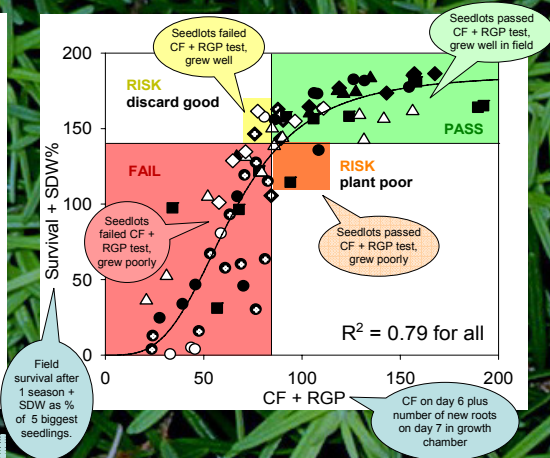 Seedlots failed
CF + RGP test,
grew well
Seedlots passed
CF + RGP test,
grew well in field
RISK
discard good
PASS
FAIL
RISK
plant poor
Seedlots
failed CF +
RGP test,
grew poorly
Seedlots passed
CF + RGP test,
grew poorly
R² = 0.79 for all
Survival + SDW%
200
150
100
50
0
0
50
100
150
200
CF + RGP
Field
survival after
1 season +
SDW as %
of 5 biggest
seedlings.
CF on day 6 plus
number of new roots
on day 7 in growth
chamber